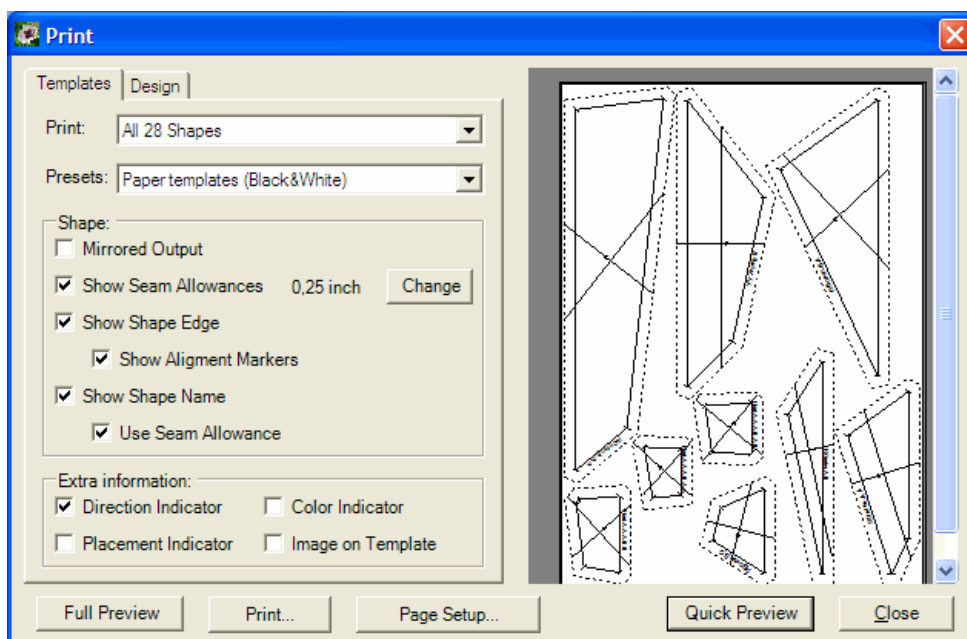 Print
Templates Design
Print: All 28 Shapes
Presets: Paper templates (Black&White)
Shape:
Mirrored Output
Show Seam Allowances 0,25 inch Change
Show Shape Edge
Show Aligment Markers
Show Shape Name
Use Seam Allowance
Extra information:
Direction Indicator Color Indicator
Placement Indicator Image on Template
Full Preview Print... Page Setup... Quick Preview Close